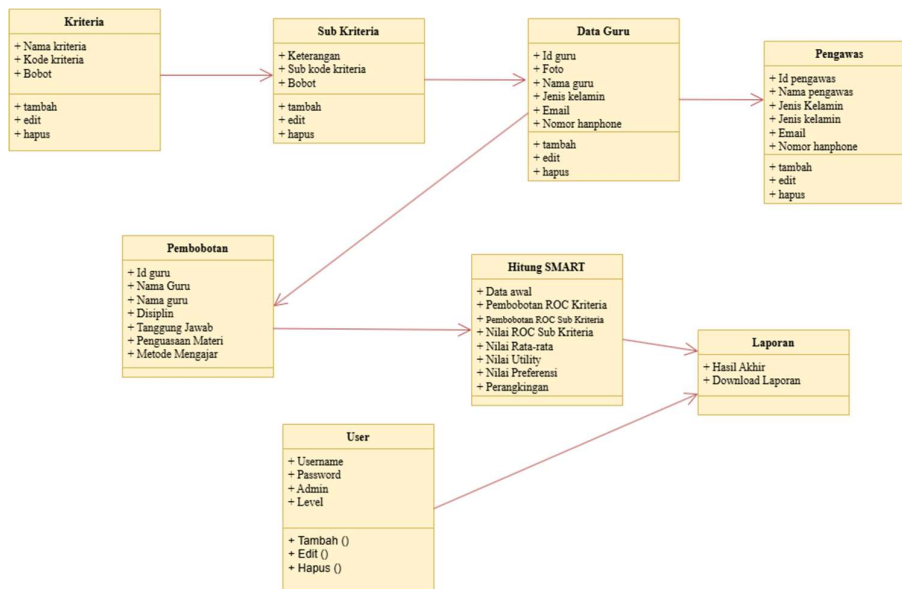 Kriteria
+ Nama kriteria
+ Kode kriteria
+ Bobot
+ tambah
+ edit
+ hapus
Sub Kriteria
+ Keterangan
+ Sub kode kriteria
+ Bobot
+ tambah
+ edit
+ hapus
Data Guru
+ Id guru
+ Foto
+ Nama guru
+ Jenis kelamin
+ Email
+ Nomor hanphone
+ tambah
+ edit
+ hapus
Pengawas
+ Id pengawas
+ Nama pengawas
+ Jenis Kelamin
+ Jenis kelamin
+ Email
+ Nomor hanphone
+ tambah
+ edit
+ hapus
Pembobotan
+ Id guru
+ Nama Guru
+ Nama guru
+ Disiplin
+ Tanggung Jawab
+ Penguasaan Materi
+ Metode Mengajar
Hitung SMART
+ Data awal
+ Pembobotan ROC Kriteria
+ Pembobotan ROC Sub Kriteria
+ Nilai ROC Sub Kriteria
+ Nilai Rata-rata
+ Nilai Utility
+ Nilai Preferensi
+ Perangkingan
Laporan
+ Hasil Akhir
+ Download Laporan
User
+ Username
+ Password
+ Admin
+ Level
+ Tambah ()
+ Edit ()
+ Hapus ()